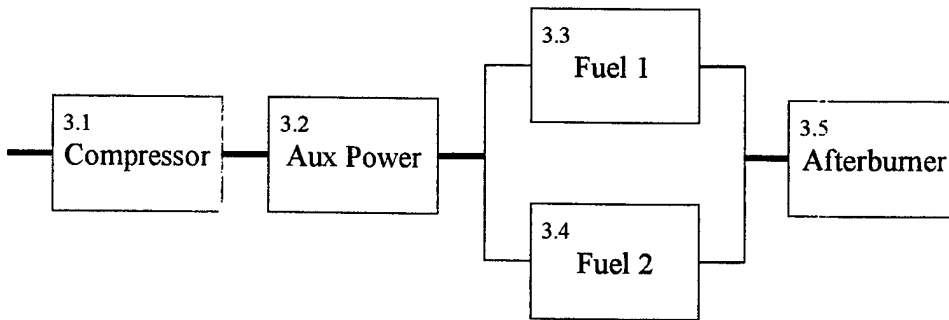 3.1
Compressor
3.2
Aux Power
3.3
Fuel 1
3.4
Fuel 2
3.5
Afterburner